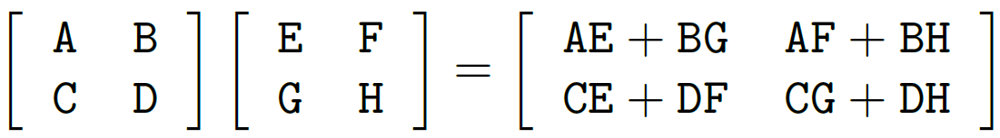 [ A B ] [ E F ] = [ AE + BG AF + BH ]
[ C D ] [ G H ] [ CE + DF CG + DH ]